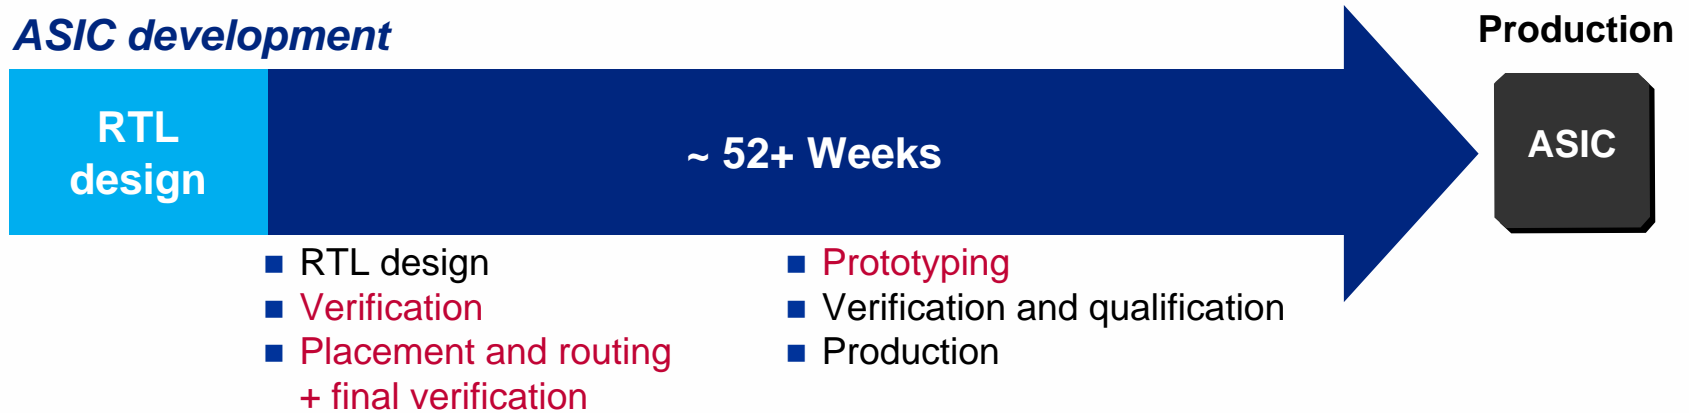 ASIC development
Production
RTL
design
~ 52+ Weeks
ASIC
RTL design
Verification
Placement and routing
+ final verification
Prototyping
Verification and qualification
Production